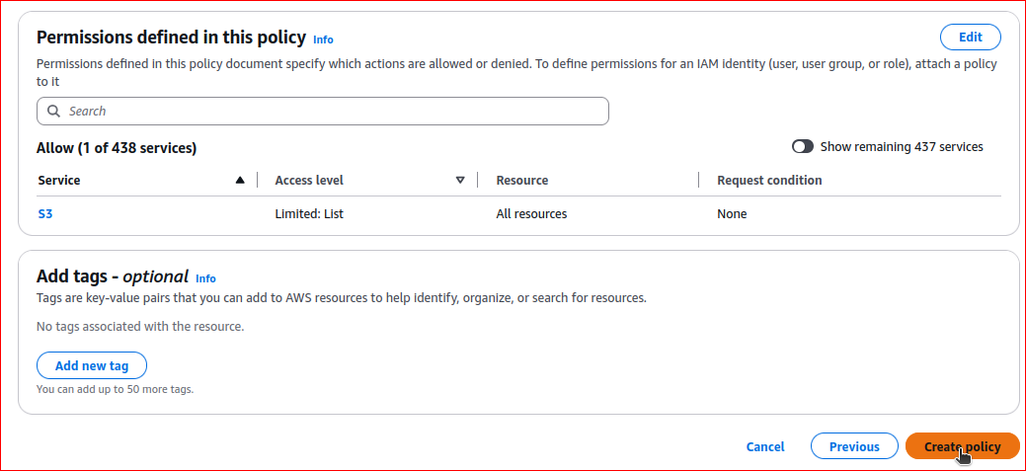 Permissions defined in this policy Info
Edit
Permissions defined in this policy document specify which actions are allowed or denied. To define permissions for an IAM identity (user, user group, or role), attach a policy
to it
Search
Allow (1 of 438 services)
Show remaining 437 services
Service
Access level
Resource
Request condition
S3
Limited: List
All resources
None
Add tags - optional Info
Tags are key-value pairs that you can add to AWS resources to help identify, organize, or search for resources.
No tags associated with the resource.
Add new tag
You can add up to 50 more tags.
Cancel
Previous
Create policy